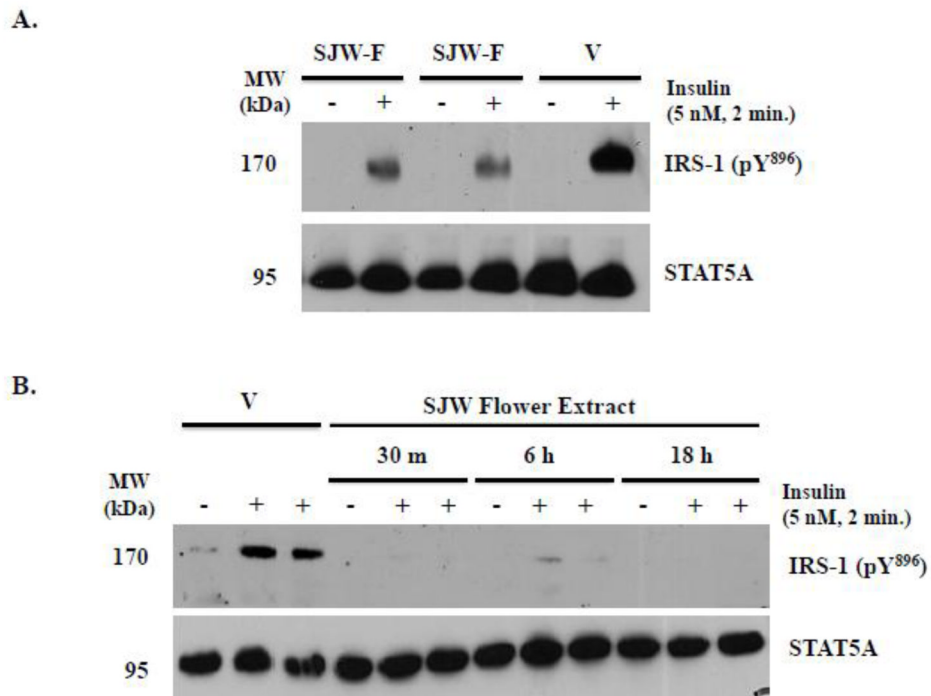 A.
SJW-F SJW-F V
MW
(kDa)
- + - + - +
Insulin
(5 nM, 2 min.)
170
IRS-1 (pY⁸⁹⁶)
95
STAT5A
B.
V SJW Flower Extract
30 m 6 h 18 h
MW
(kDa)
- + + - + + - + + - + +
Insulin
(5 nM, 2 min.)
170
IRS-1 (pY⁸⁹⁶)
95
STAT5A